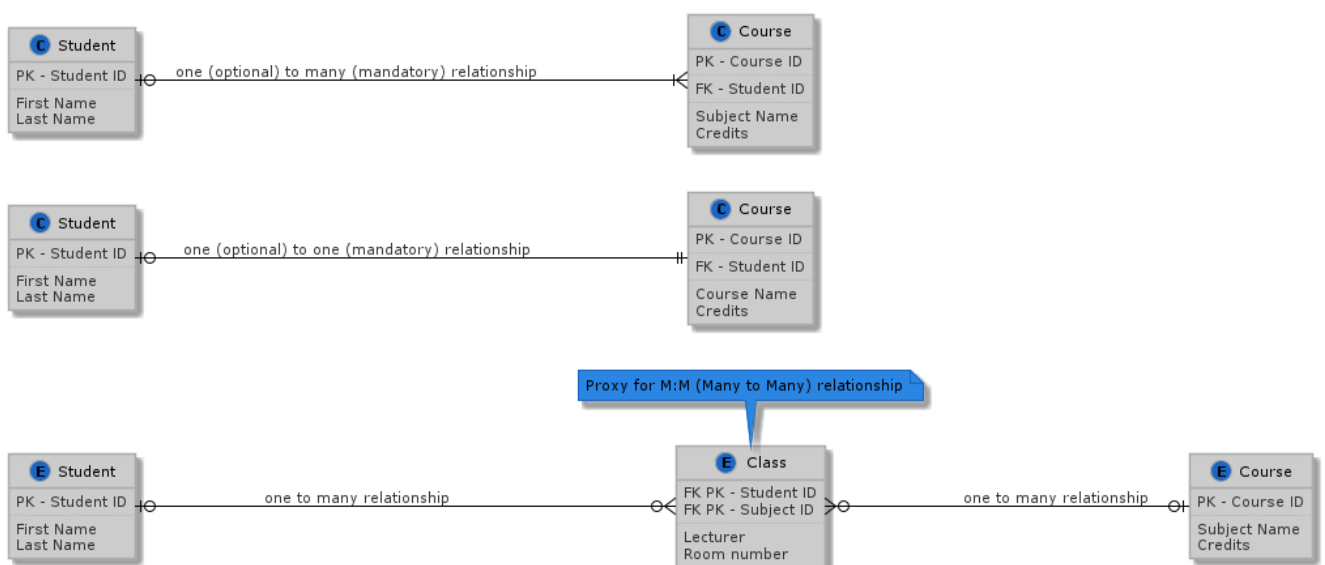 C Student
PK - Student ID
First Name
Last Name
one (optional) to many (mandatory) relationship
C Course
PK - Course ID
FK - Student ID
Subject Name
Credits
C Student
PK - Student ID
First Name
Last Name
one (optional) to one (mandatory) relationship
C Course
PK - Course ID
FK - Student ID
Course Name
Credits
Proxy for M:M (Many to Many) relationship
E Student
PK - Student ID
First Name
Last Name
one to many relationship
E Class
FK PK - Student ID
FK PK - Subject ID
Lecturer
Room number
one to many relationship
E Course
PK - Course ID
Subject Name
Credits